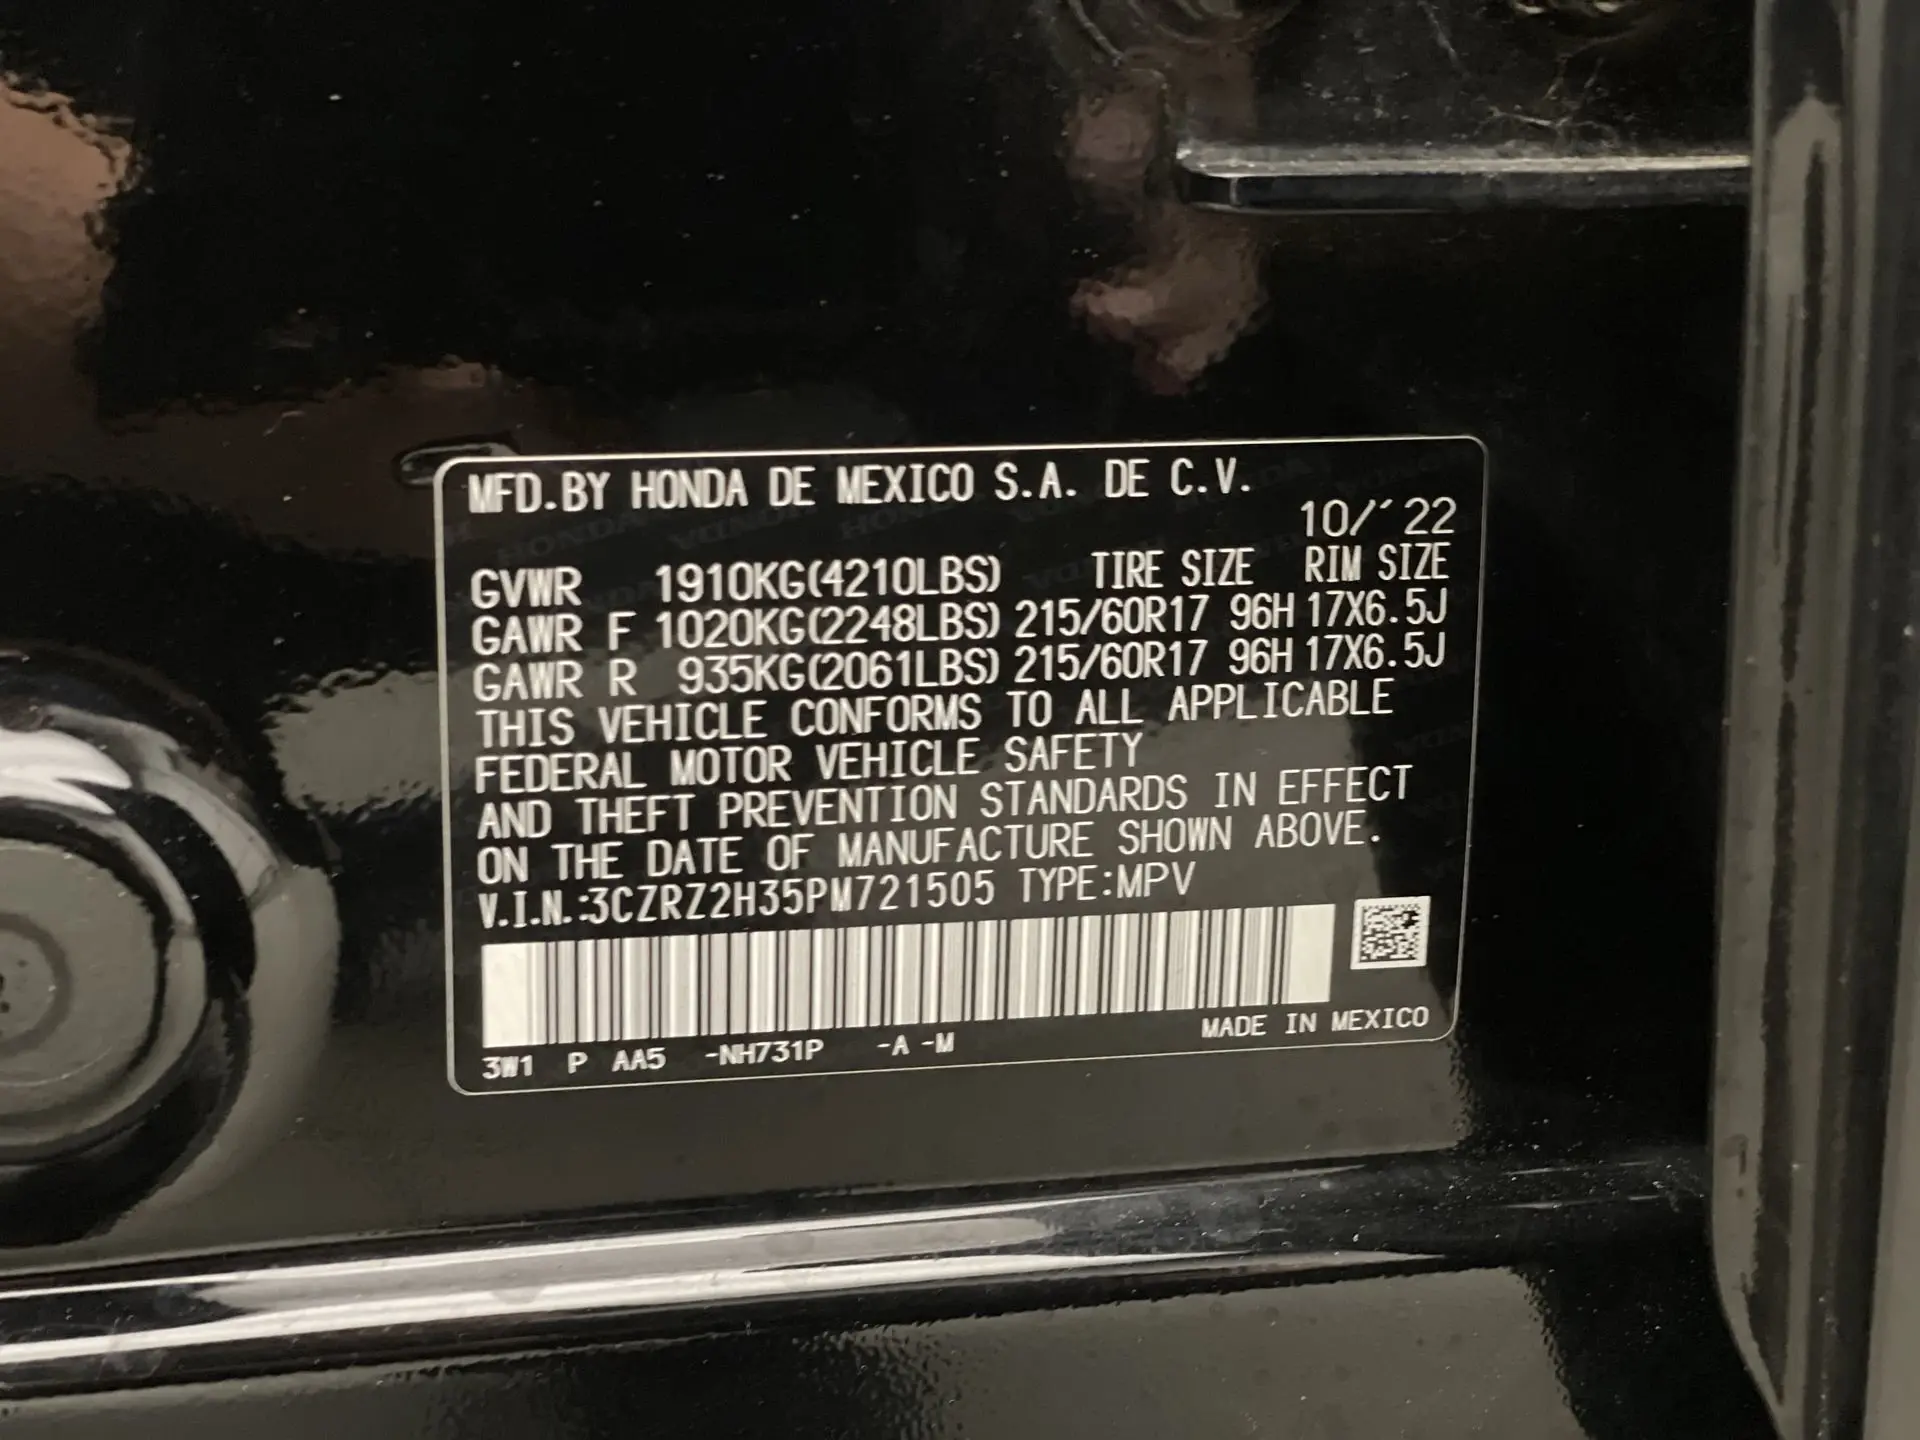 MFD.BY HONDA DE MEXICO S.A. DE C.V.
10/´22
GVWR 1910KG(4210LBS) TIRE SIZE RIM SIZE
GAWR F 1020KG(2248LBS) 215/60R17 96H 17X6.5J
GAWR R 935KG(2061LBS) 215/60R17 96H 17X6.5J
THIS VEHICLE CONFORMS TO ALL APPLICABLE
FEDERAL MOTOR VEHICLE SAFETY
AND THEFT PREVENTION STANDARDS IN EFFECT
ON THE DATE OF MANUFACTURE SHOWN ABOVE.
V.I.N.:3CZRZ2H35PM721505 TYPE:MPV
3W1 P AA5 -NH731P -A -M MADE IN MEXICO